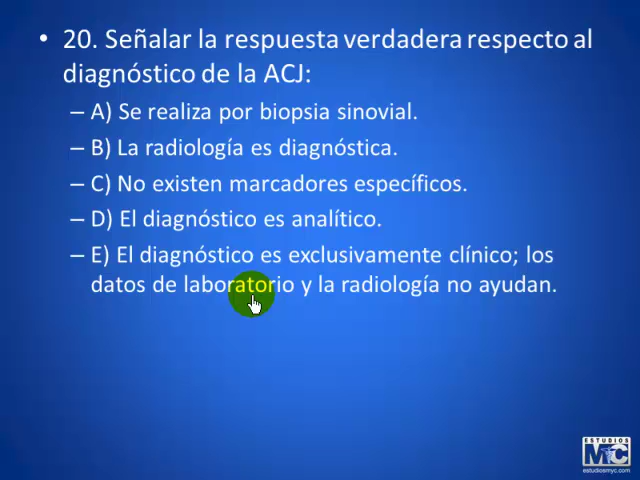 • 20. Señalar la respuesta verdadera respecto al
diagnóstico de la ACJ:
– A) Se realiza por biopsia sinovial.
– B) La radiología es diagnóstica.
– C) No existen marcadores específicos.
– D) El diagnóstico es analítico.
– E) El diagnóstico es exclusivamente clínico; los
datos de laboratorio y la radiología no ayudan.
ESTUDIOS
MyC
estudiosmyc.com